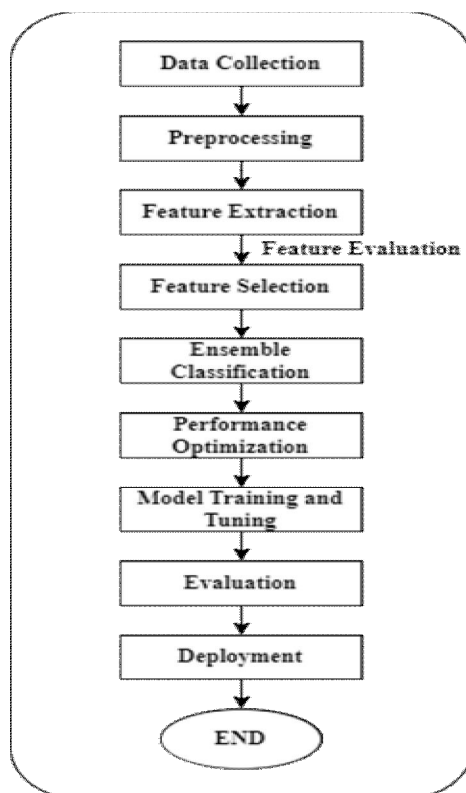 Data Collection
Preprocessing
Feature Extraction
Feature Evaluation
Feature Selection
Ensemble
Classification
Performance
Optimization
Model Training and
Tuning
Evaluation
Deployment
END